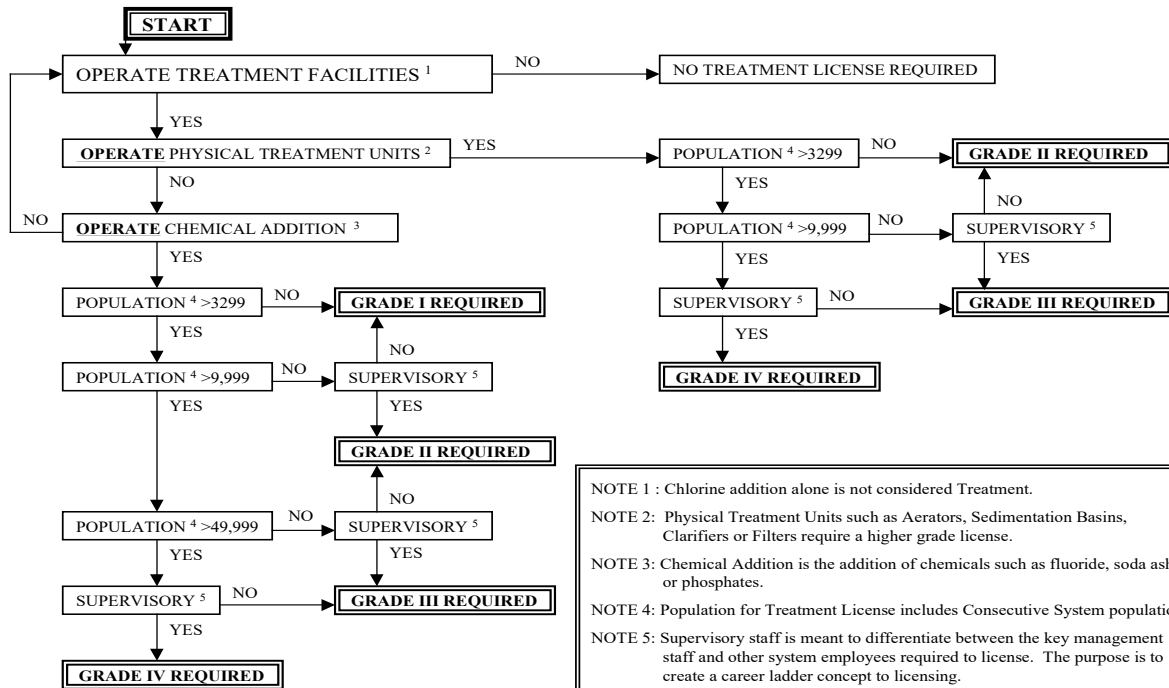 START
OPERATE TREATMENT FACILITIES 1
NO
NO TREATMENT LICENSE REQUIRED
YES
OPERATE PHYSICAL TREATMENT UNITS 2
YES
POPULATION 4 >3299
NO
GRADE II REQUIRED
NO
YES
NO
NO
OPERATE CHEMICAL ADDITION 3
POPULATION 4 >9,999
NO
SUPERVISORY 5
YES
YES
YES
POPULATION 4 >3299
NO
GRADE I REQUIRED
SUPERVISORY 5
NO
GRADE III REQUIRED
YES
NO
YES
POPULATION 4 >9,999
NO
SUPERVISORY 5
GRADE IV REQUIRED
YES
YES
GRADE II REQUIRED
NO
POPULATION 4 >49,999
NO
SUPERVISORY 5
YES
YES
SUPERVISORY 5
NO
GRADE III REQUIRED
YES
GRADE IV REQUIRED
NOTE 1 : Chlorine addition alone is not considered Treatment.
NOTE 2: Physical Treatment Units such as Aerators, Sedimentation Basins,
Clarifiers or Filters require a higher grade license.
NOTE 3: Chemical Addition is the addition of chemicals such as fluoride, soda ash
or phosphates.
NOTE 4: Population for Treatment License includes Consecutive System
NOTE 5: Supervisory staff is meant to differentiate between the key management
staff and other system employees required to license. The purpose is to
create a career ladder concept to licensing.